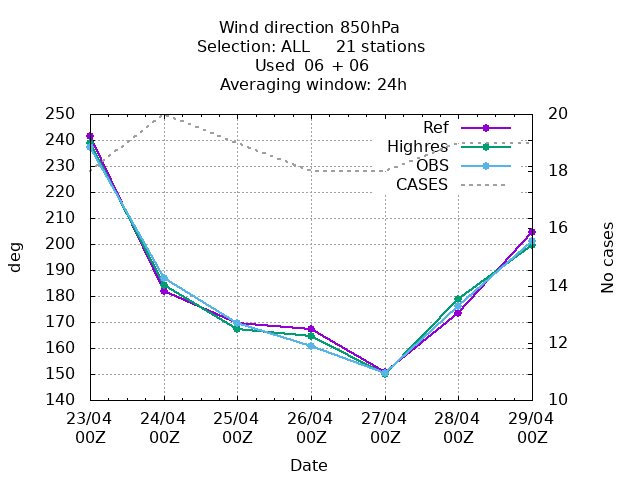 Wind direction 850hPa
Selection: ALL 21 stations
Used 06 + 06
Averaging window: 24h
250
240
230
220
210
200
190
180
170
160
150
140
deg
20
18
16
14
12
10
No cases
Ref
Highres
OBS
CASES
23/04 24/04 25/04 26/04 27/04 28/04 29/04
00Z 00Z 00Z 00Z 00Z 00Z 00Z
Date